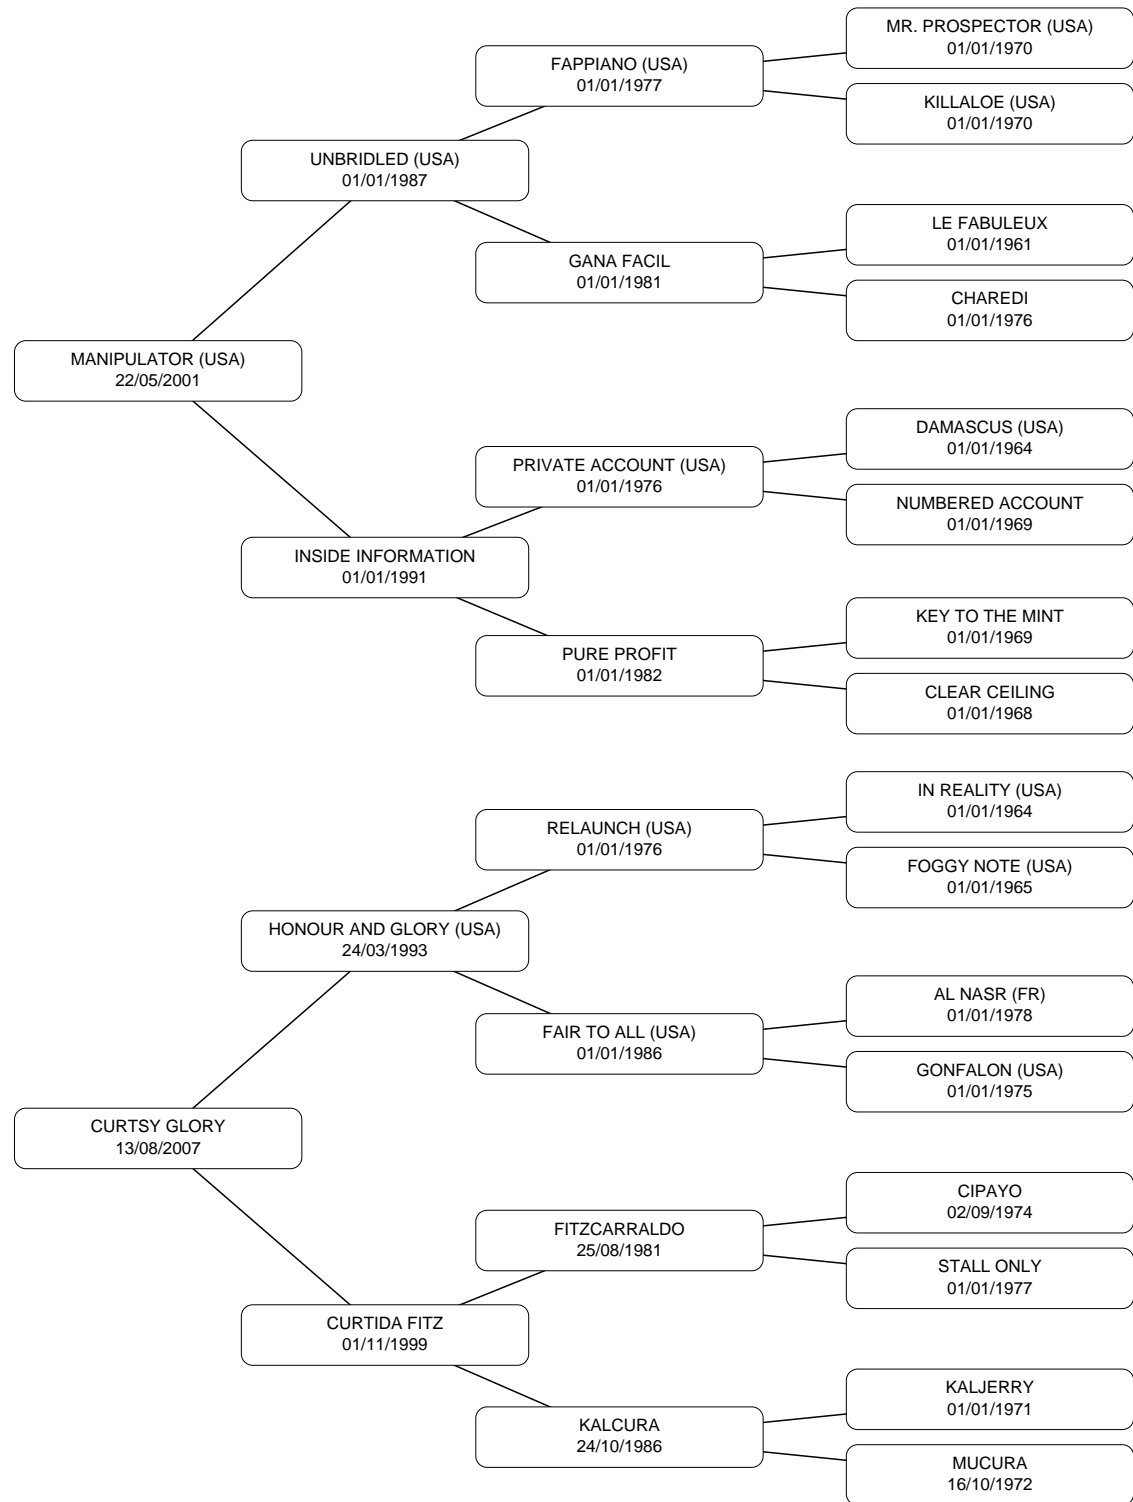 MR. PROSPECTOR (USA)
01/01/1970
FAPPIANO (USA)
01/01/1977
KILLALOE (USA)
01/01/1970
UNBRIDLED (USA)
01/01/1987
LE FABULEUX
01/01/1961
GANA FACIL
01/01/1981
CHAREDI
01/01/1976
MANIPULATOR (USA)
22/05/2001
DAMASCUS (USA)
01/01/1964
PRIVATE ACCOUNT (USA)
01/01/1976
NUMBERED ACCOUNT
01/01/1969
INSIDE INFORMATION
01/01/1991
KEY TO THE MINT
01/01/1969
PURE PROFIT
01/01/1982
CLEAR CEILING
01/01/1968
IN REALITY (USA)
01/01/1964
RELAUNCH (USA)
01/01/1976
FOGGY NOTE (USA)
01/01/1965
HONOUR AND GLORY (USA)
24/03/1993
AL NASR (FR)
01/01/1978
FAIR TO ALL (USA)
01/01/1986
GONFALON (USA)
01/01/1975
CURTSY GLORY
13/08/2007
CIPAYO
02/09/1974
FITZCARRALDO
25/08/1981
STALL ONLY
01/01/1977
CURTIDA FITZ
01/11/1999
KALJERRY
01/01/1971
KALCURA
24/10/1986
MUCURA
16/10/1972